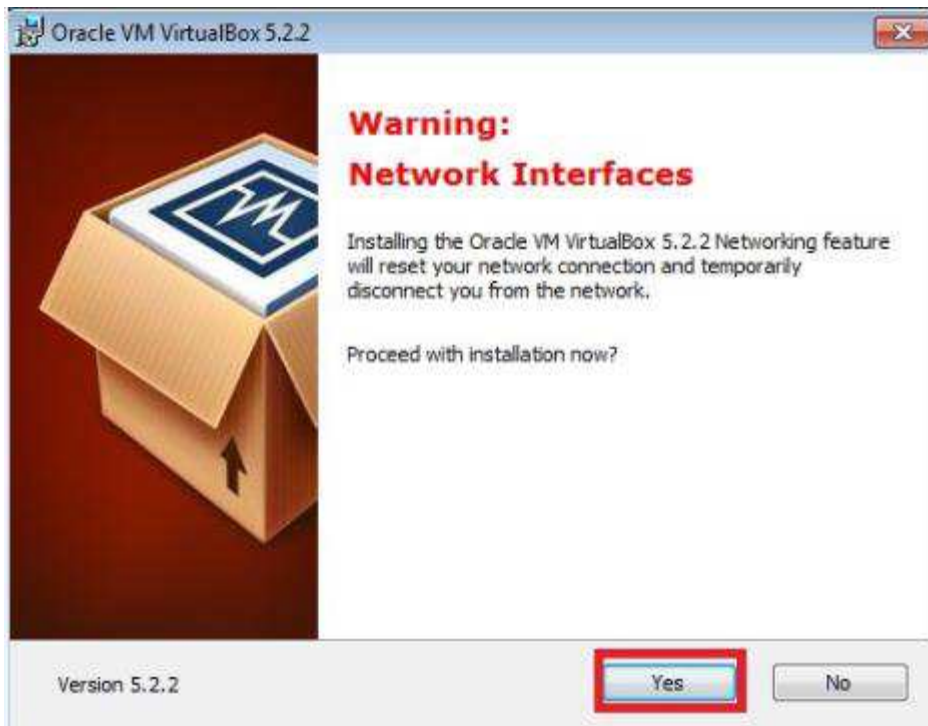 Oracle VM VirtualBox 5.2.2
Warning:
Network Interfaces
Installing the Oracle VM VirtualBox 5.2.2 Networking feature
will reset your network connection and temporarily
disconnect you from the network.
Proceed with installation now?
Version 5.2.2
Yes
No